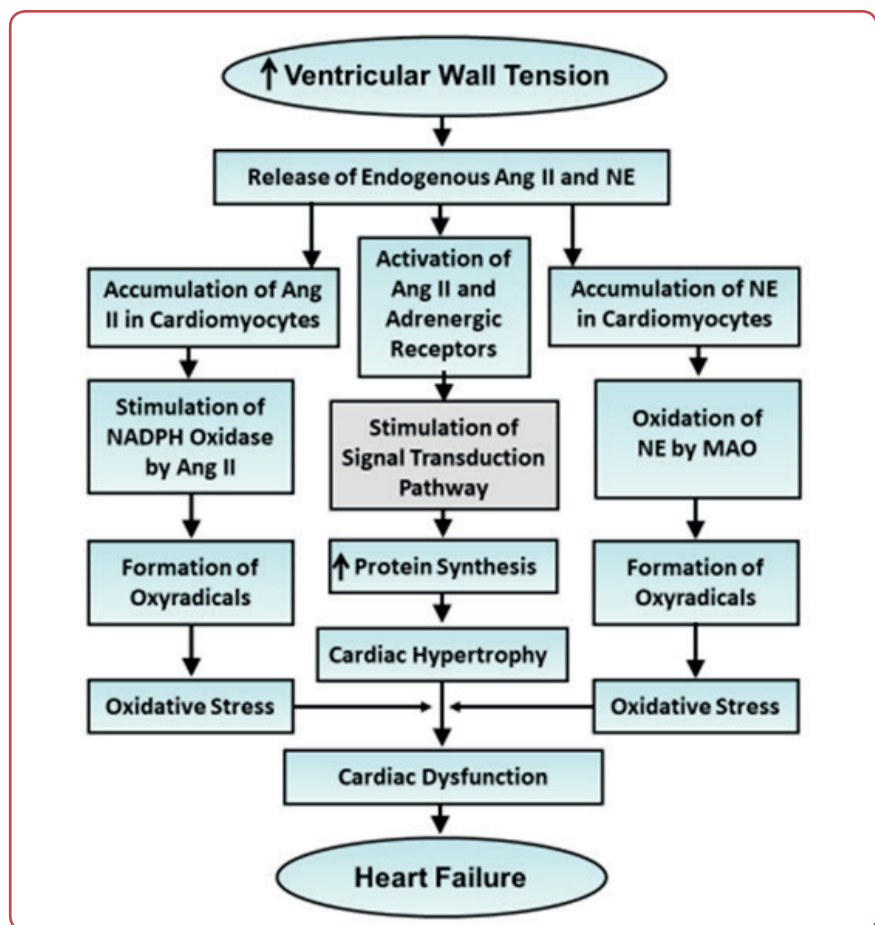 ↑ Ventricular Wall Tension
Release of Endogenous Ang II and NE
Accumulation of Ang
II in Cardiomyocytes
Activation of
Ang II and
Adrenergic
Receptors
Accumulation of NE
in Cardiomyocytes
Stimulation of
NADPH Oxidase
by Ang II
Stimulation of
Signal Transduction
Pathway
Oxidation of
NE by MAO
Formation of
Oxyradicals
↑ Protein Synthesis
Formation of
Oxyradicals
Cardiac Hypertrophy
Oxidative Stress
Oxidative Stress
Cardiac Dysfunction
Heart Failure